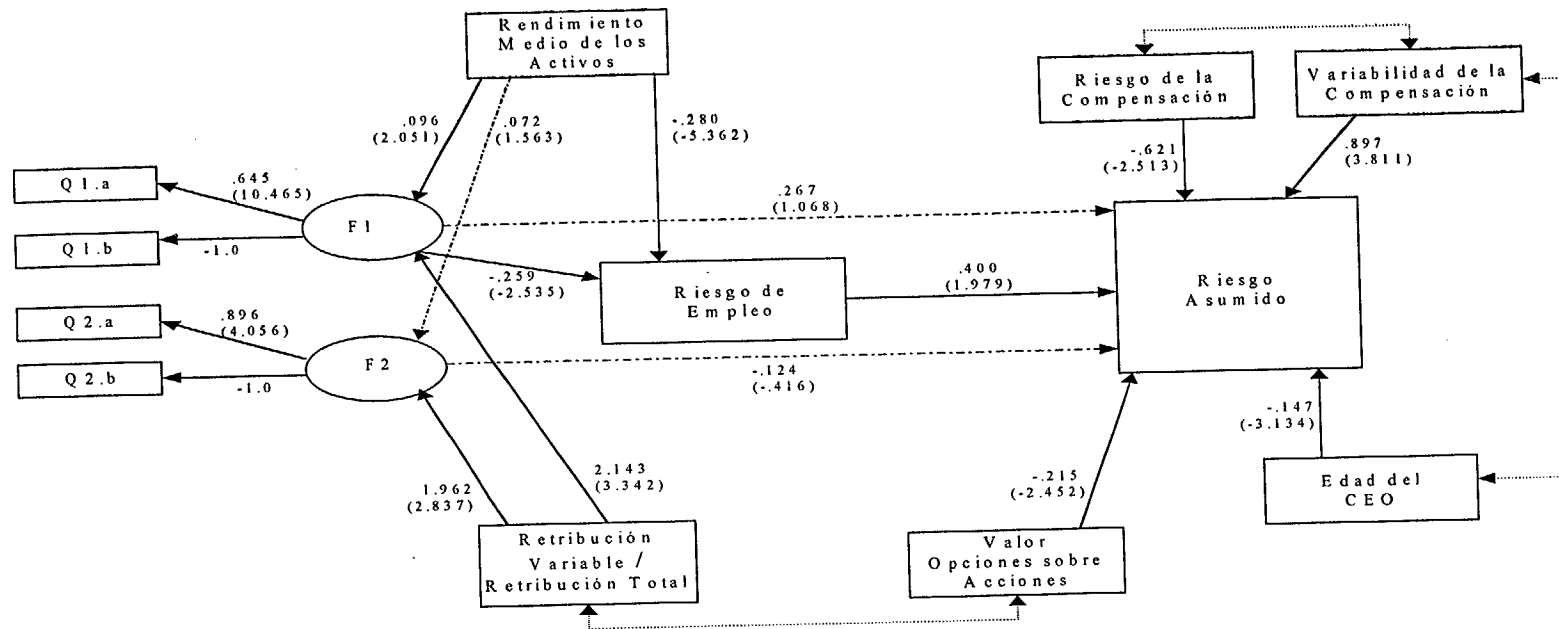 Rendimiento
Medio de los
Activos
Riesgo de la
Compensación
Variabilidad de la
Compensación
.096
(2.051)
.072
(1.563)
-.280
(-5.362)
-.621
(-2.513)
.897
(3.811)
Q1.a
.645
(10.465)
F1
.267
(1.068)
Q1.b
-1.0
-.259
(-2.535)
Riesgo de
Empleo
.400
(1.979)
Riesgo
Asumido
Q2.a
.896
(4.056)
F2
Q2.b
-1.0
-.124
(-.416)
-.147
(-3.134)
1.962
(2.837)
2.143
(3.342)
-.215
(-2.452)
Edad del
CEO
Retribución
Variable /
Retribución Total
Valor
Opciones sobre
Acciones